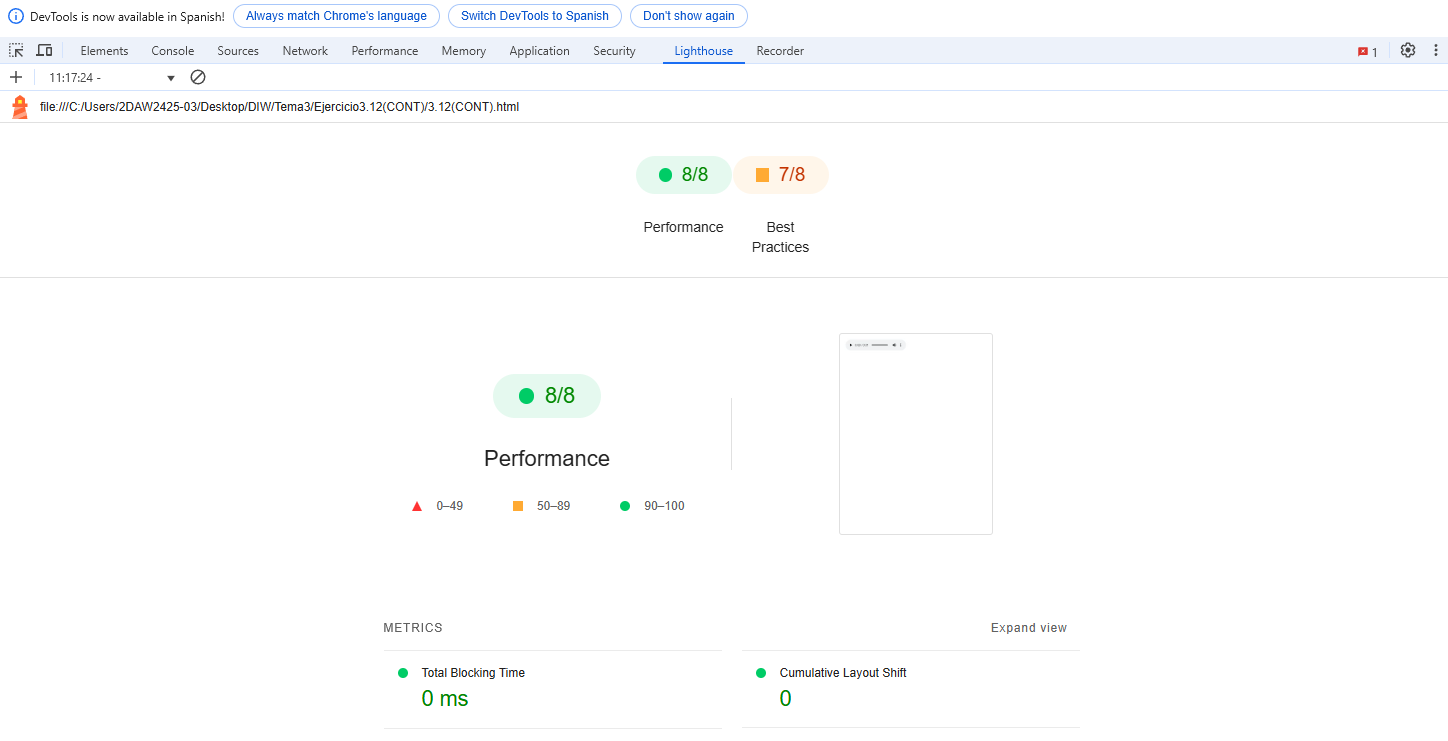 DevTools is now available in Spanish! Always match Chrome's language Switch DevTools to Spanish Don't show again
Elements Console Sources Network Performance Memory Application Security Lighthouse Recorder 1
11:17:24 -
file:///C:/Users/2DAW2425-03/Desktop/DIW/Tema3/Ejercicio3.12(CONT)/3.12(CONT).html
8/8 7/8
Performance Best
Practices
8/8
Performance
0–49 50–89 90–100
METRICS Expand view
Total Blocking Time Cumulative Layout Shift
0 ms 0